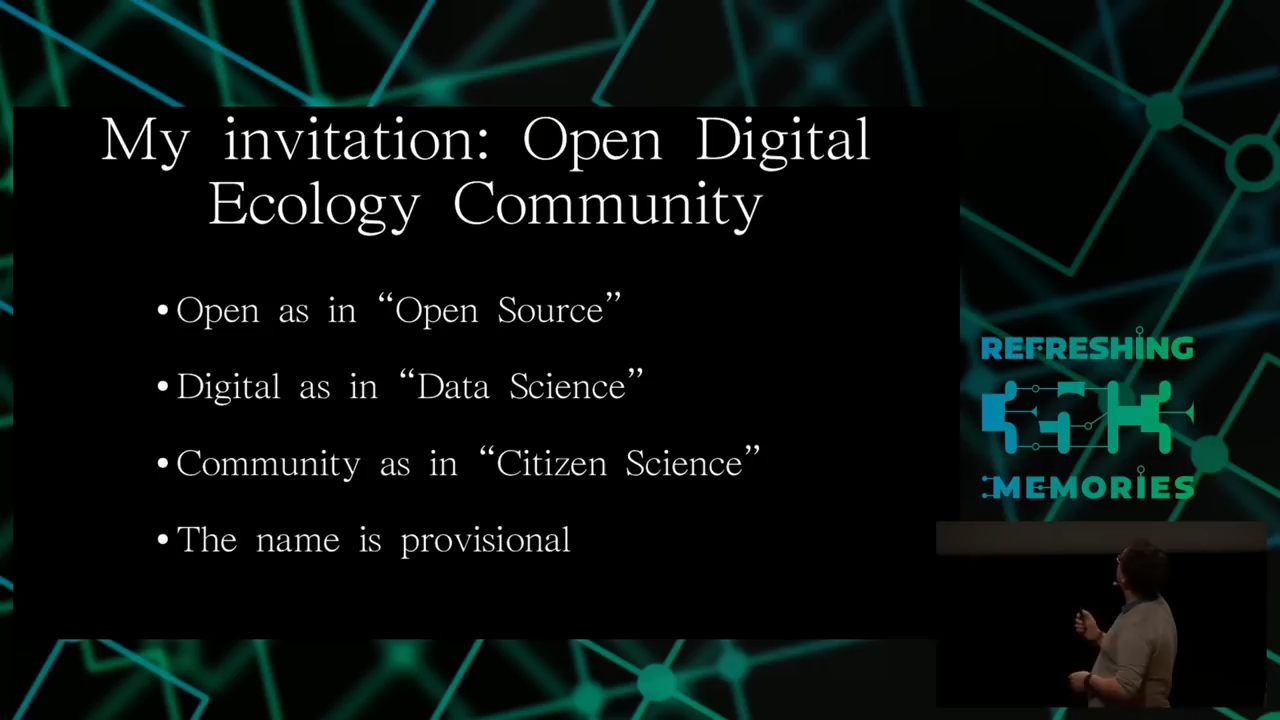 My invitation: Open Digital
Ecology Community
•Open as in “Open Source”
•Digital as in “Data Science”
•Community as in “Citizen Science”
•The name is provisional
REFRESHING
MEMORIES